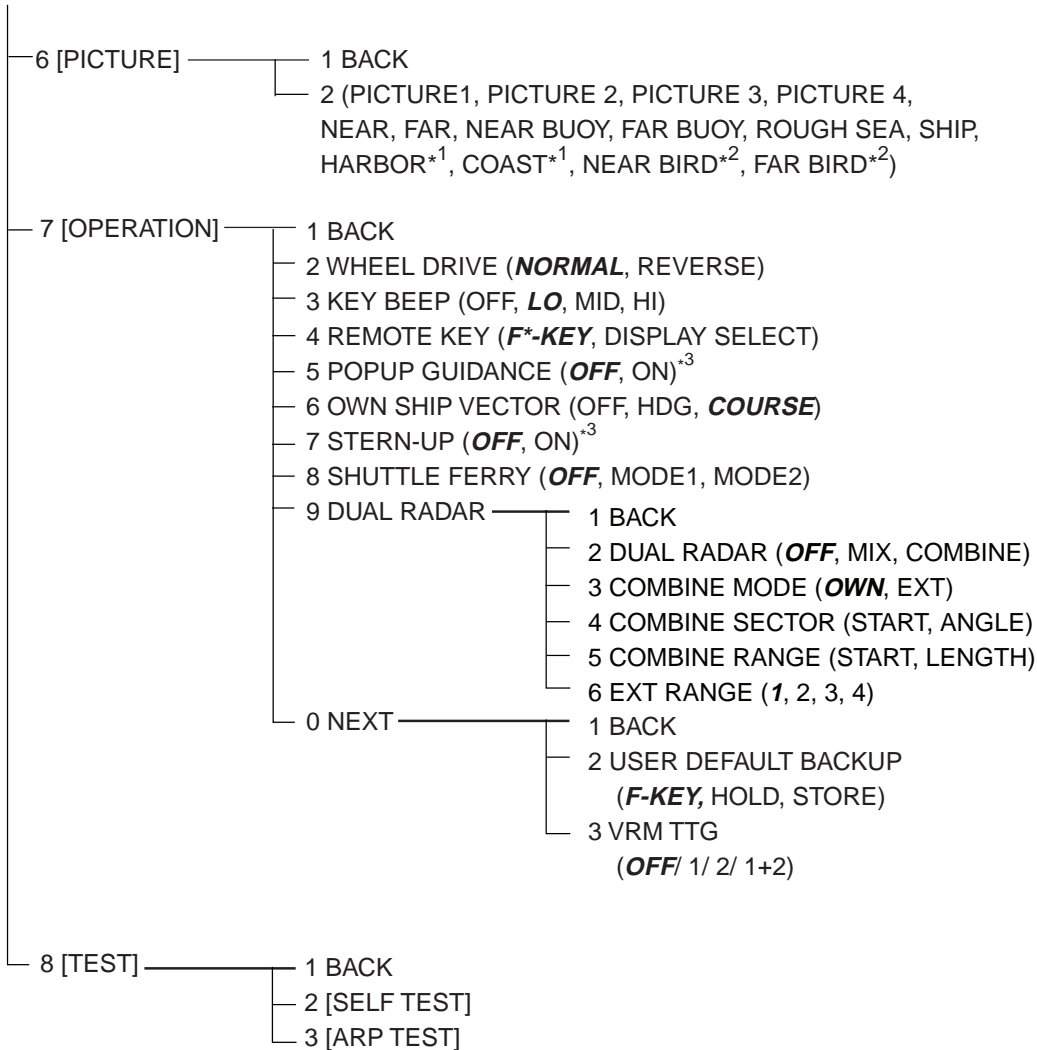 6 [PICTURE]
1 BACK
2 (PICTURE1, PICTURE 2, PICTURE 3, PICTURE 4,
NEAR, FAR, NEAR BUOY, FAR BUOY, ROUGH SEA, SHIP,
HARBOR*1, COAST*1, NEAR BIRD*2, FAR BIRD*2)
7 [OPERATION]
1 BACK
2 WHEEL DRIVE (NORMAL, REVERSE)
3 KEY BEEP (OFF, LO, MID, HI)
4 REMOTE KEY (F*-KEY, DISPLAY SELECT)
5 POPUP GUIDANCE (OFF, ON)*3
6 OWN SHIP VECTOR (OFF, HDG, COURSE)
7 STERN-UP (OFF, ON)*3
8 SHUTTLE FERRY (OFF, MODE1, MODE2)
9 DUAL RADAR
1 BACK
2 DUAL RADAR (OFF, MIX, COMBINE)
3 COMBINE MODE (OWN, EXT)
4 COMBINE SECTOR (START, ANGLE)
5 COMBINE RANGE (START, LENGTH)
6 EXT RANGE (1, 2, 3, 4)
0 NEXT
1 BACK
2 USER DEFAULT BACKUP
(F-KEY, HOLD, STORE)
3 VRM TTG
(OFF/ 1/ 2/ 1+2)
8 [TEST]
1 BACK
2 [SELF TEST]
3 [ARP TEST]